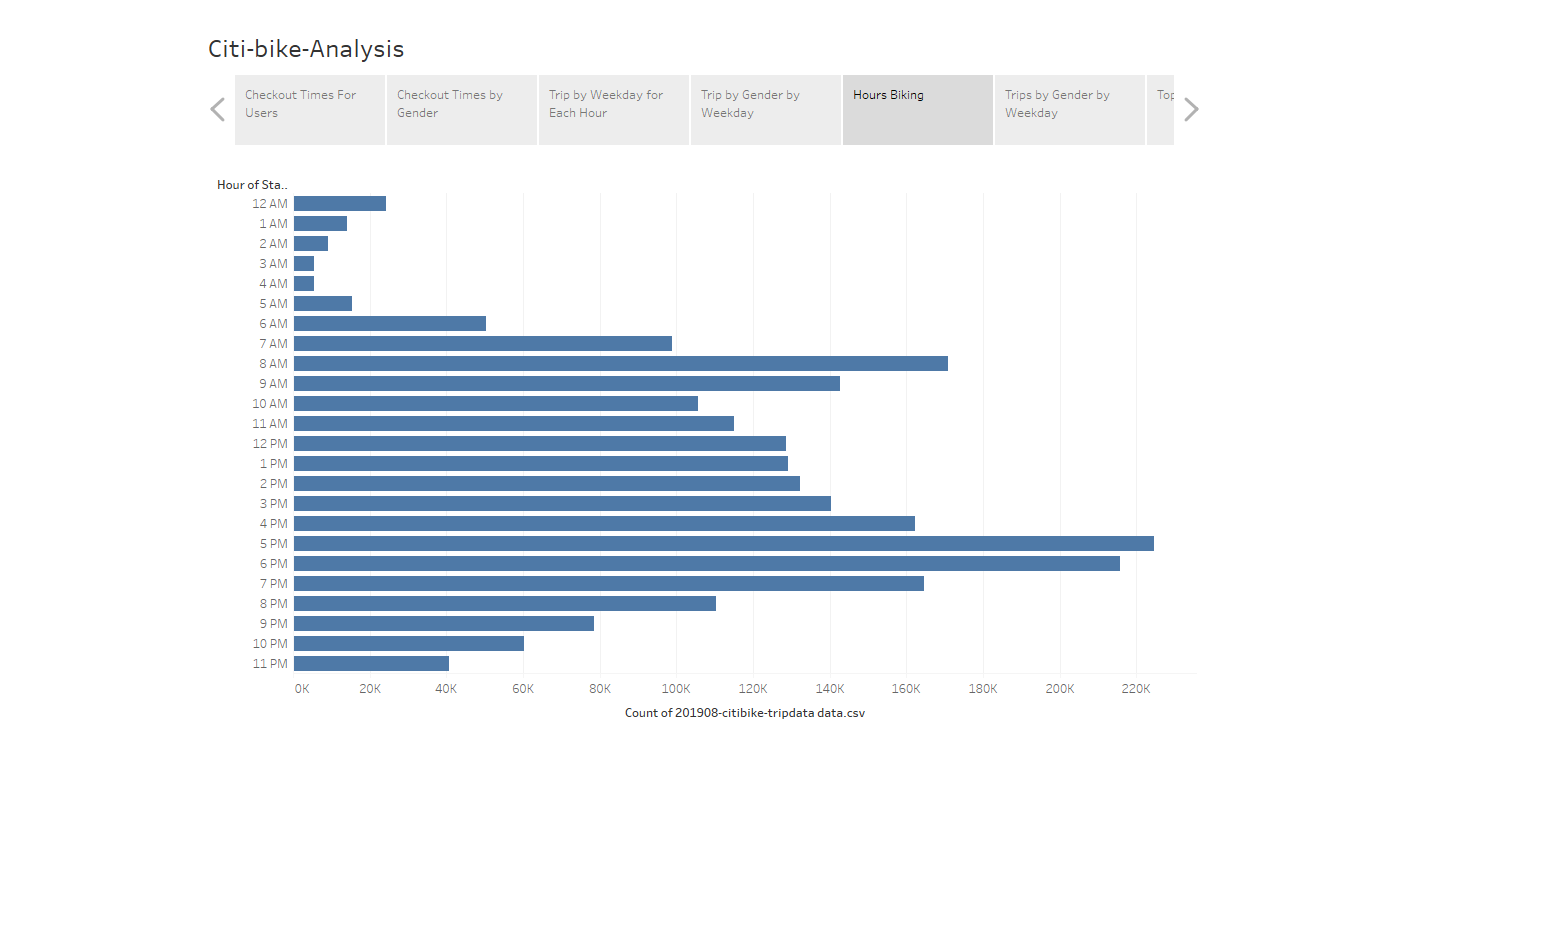 Citi-bike-Analysis
Checkout Times For
Users
Checkout Times by
Gender
Trip by Weekday for
Each Hour
Trip by Gender by
Weekday
Hours Biking
Trips by Gender by
Weekday
Top
Hour of Sta..
12 AM
1 AM
2 AM
3 AM
4 AM
5 AM
6 AM
7 AM
8 AM
9 AM
10 AM
11 AM
12 PM
1 PM
2 PM
3 PM
4 PM
5 PM
6 PM
7 PM
8 PM
9 PM
10 PM
11 PM
0K 20K 40K 60K 80K 100K 120K 140K 160K 180K 200K 220K
Count of 201908-citibike-tripdata data.csv